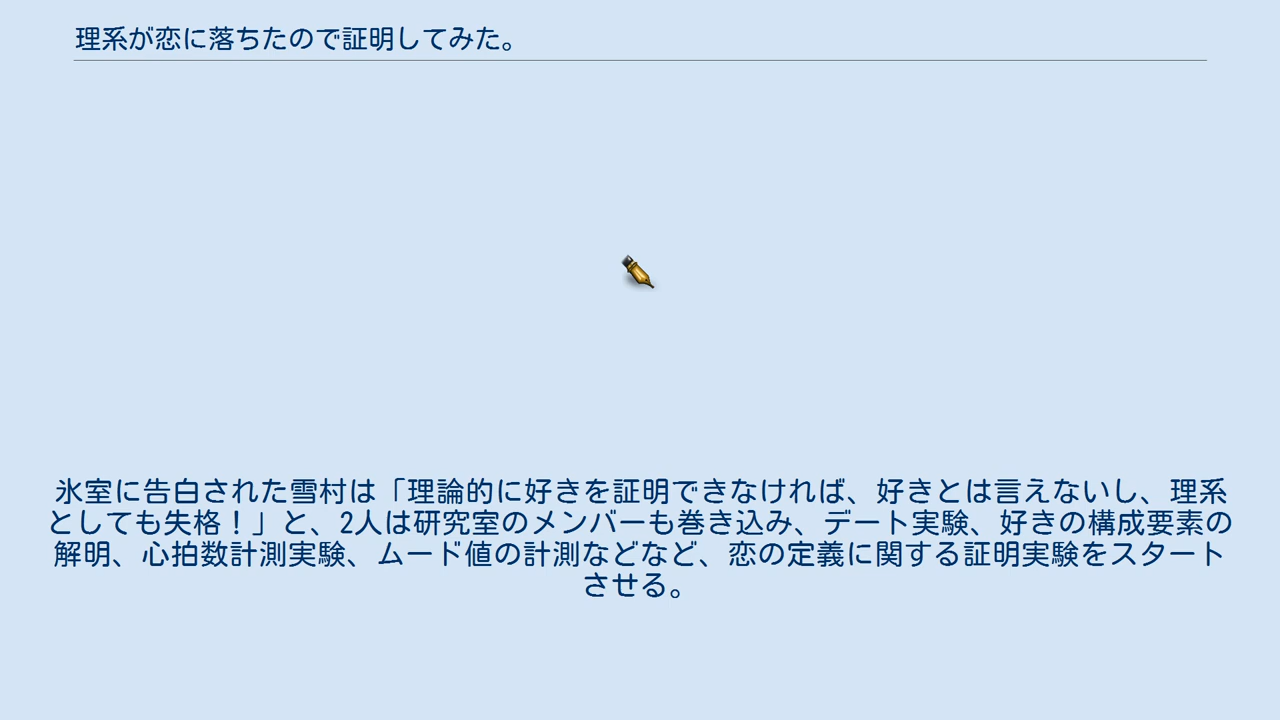 理系が恋に落ちたので証明してみた。
氷室に告白された雪村は「理論的に好きを証明できなければ、好きとは言えないし、理系
としても失格！」と、2人は研究室のメンバーも巻き込み、デート実験、好きの構成要素の
解明、心拍数計測実験、ムード値の計測などなど、恋の定義に関する証明実験をスタート
させる。